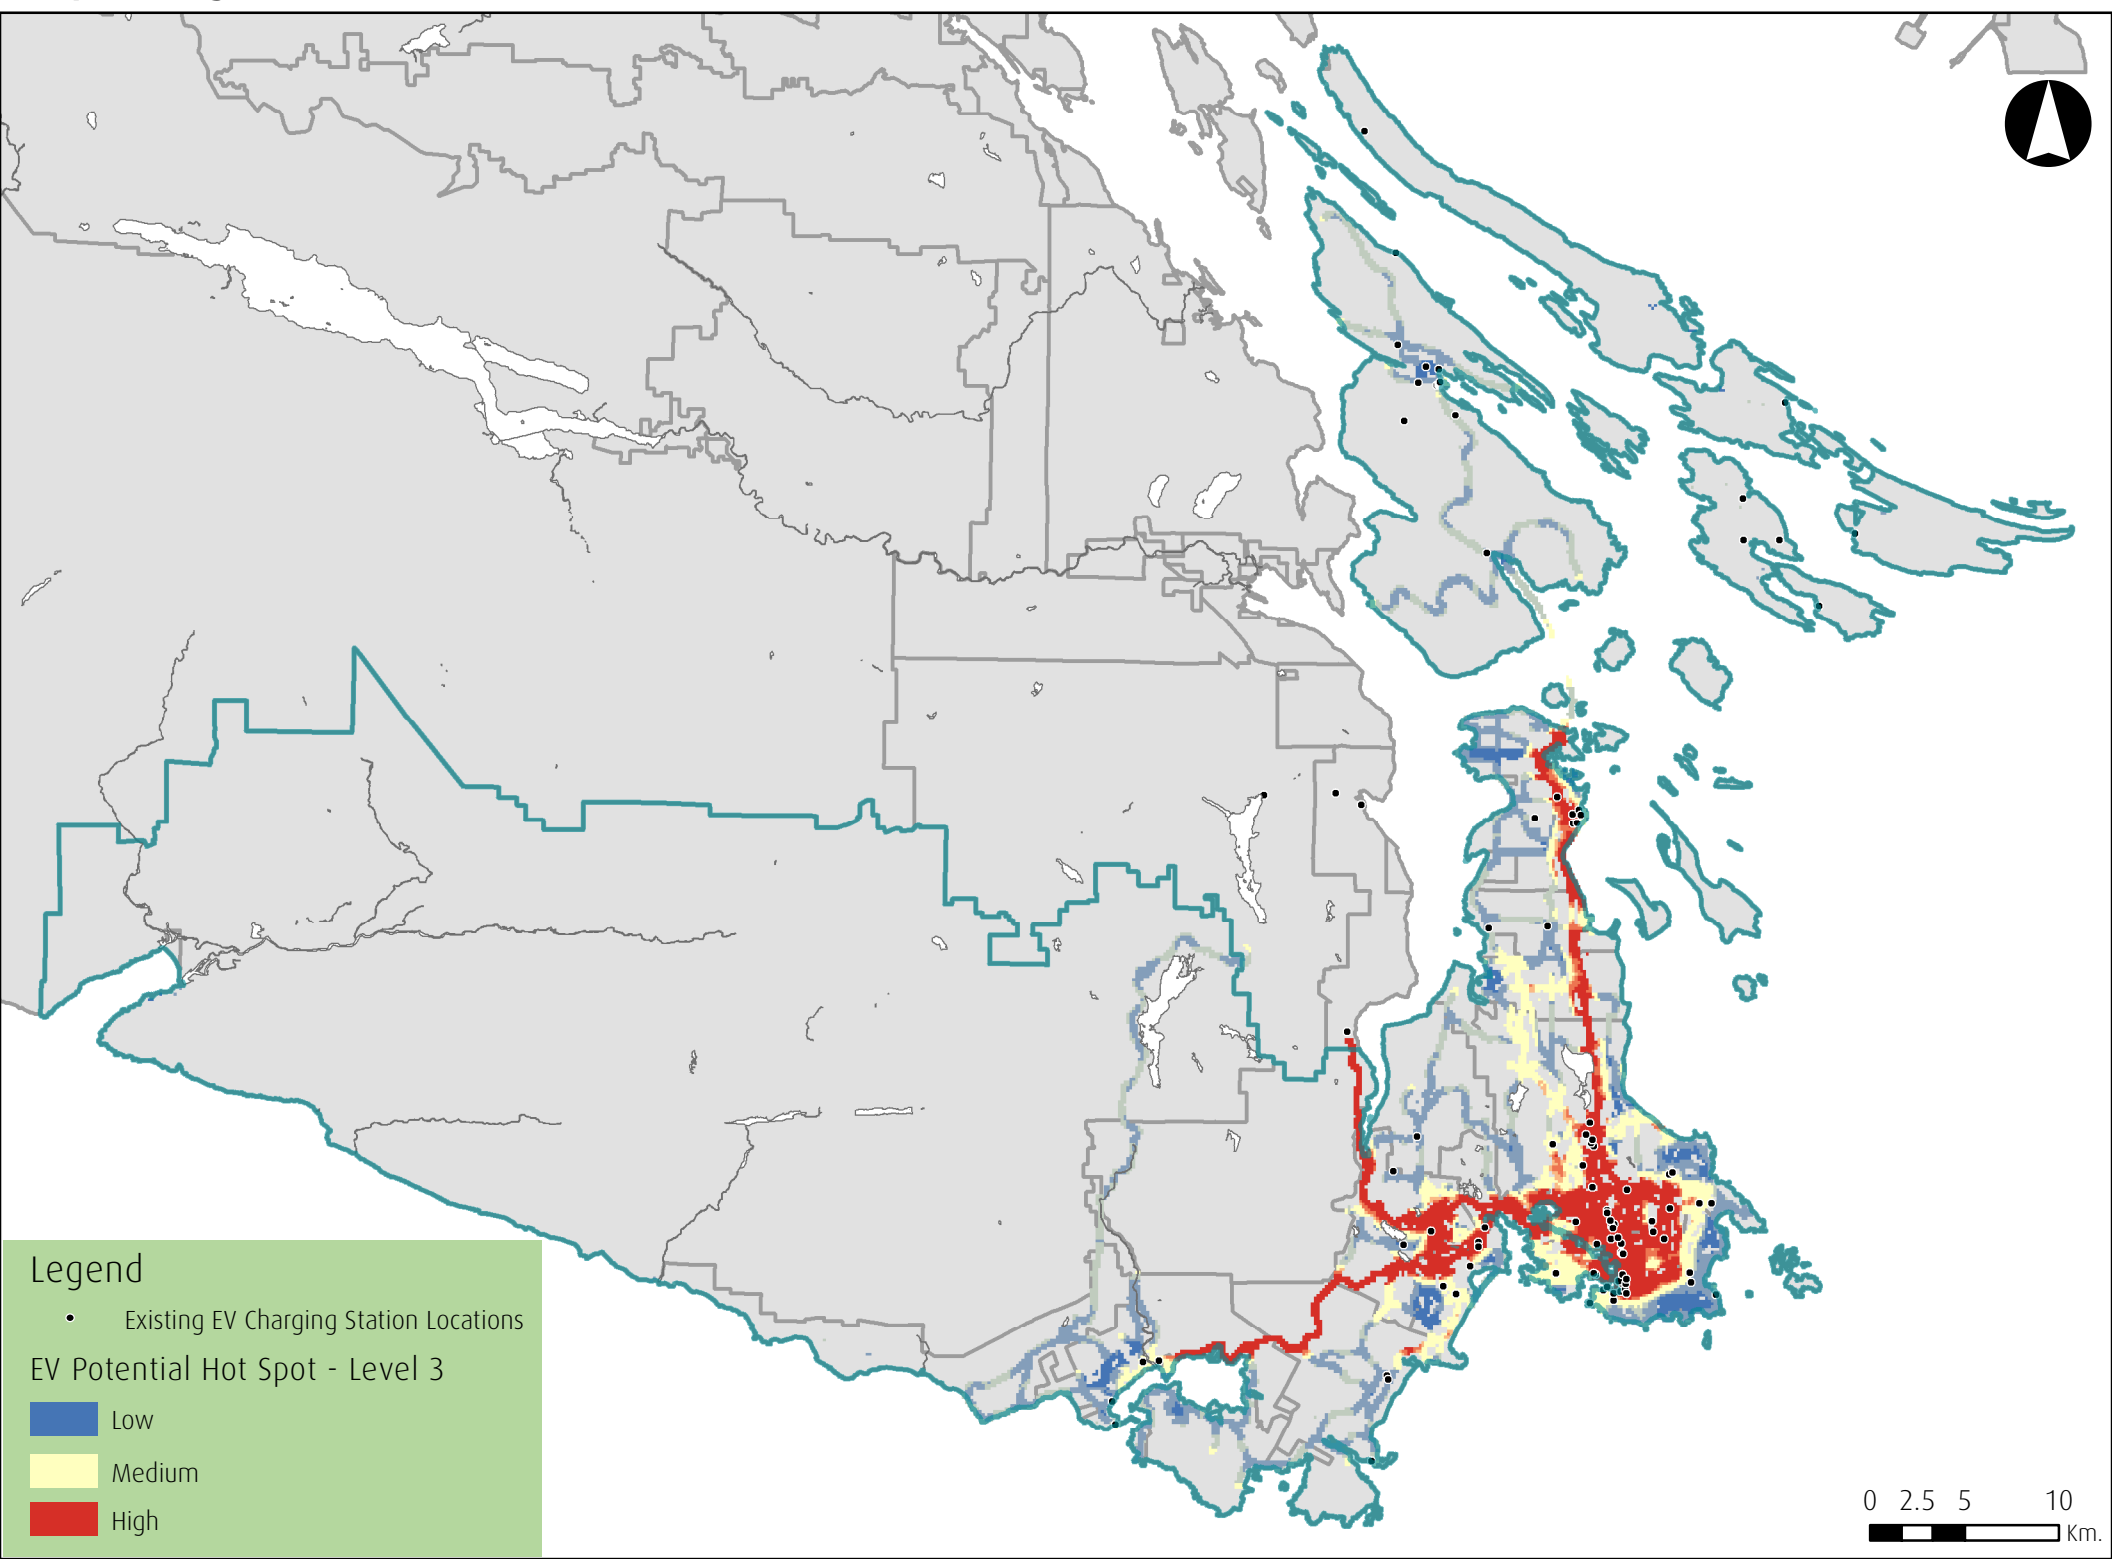 Legend
Existing EV Charging Station Locations
EV Potential Hot Spot - Level 3
Low
Medium
High
0 2.5 5 10
Km.